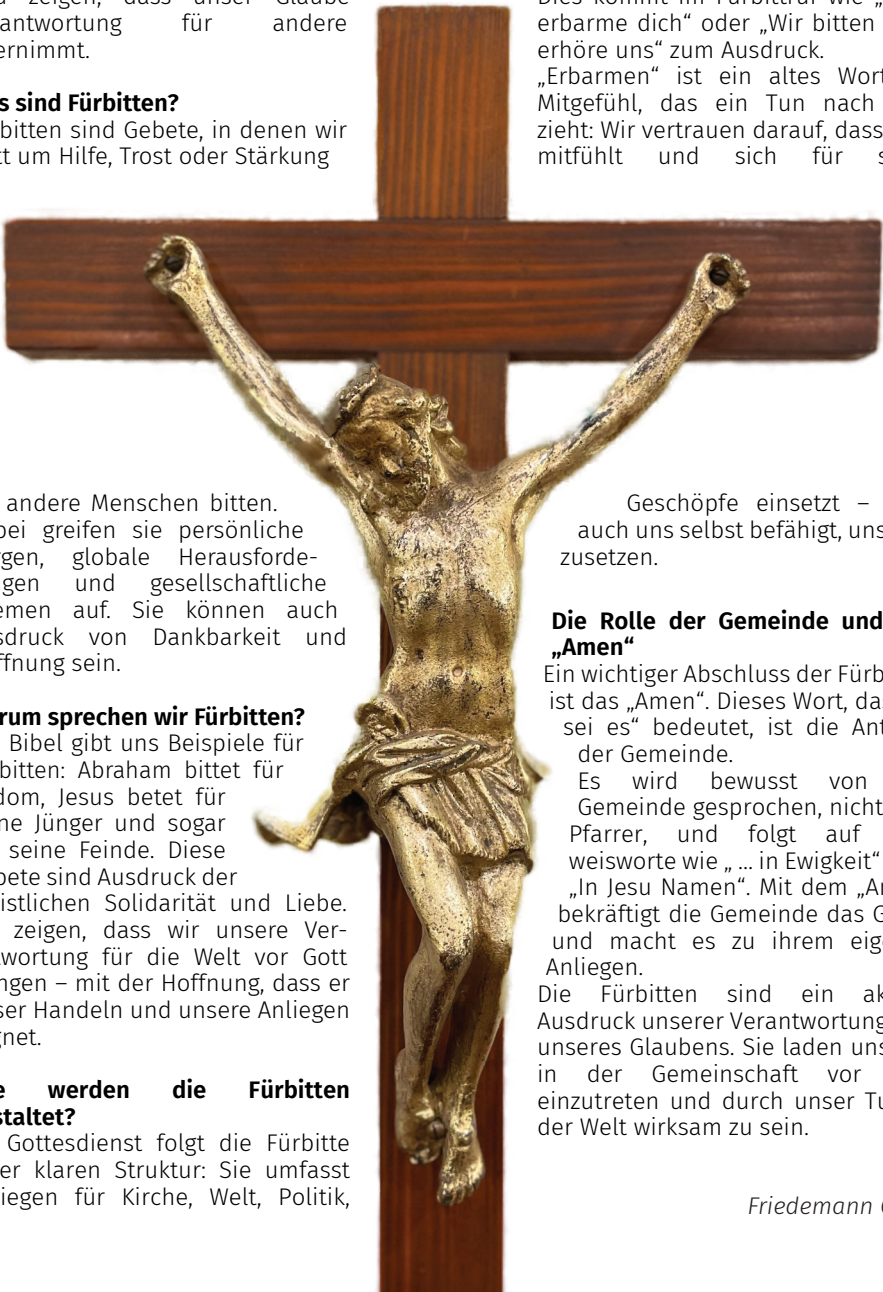 zeigen, dass unser Glaube
antwortung für andere
ernimmt.
s sind Fürbitten?
bitten sind Gebete, in denen wir
tt um Hilfe, Trost oder Stärkung
andere Menschen bitten.
bei greifen sie persönliche
rgen, globale Herausforde-
ngen und gesellschaftliche
emen auf. Sie können auch
sdruck von Dankbarkeit und
ffnung sein.
rum sprechen wir Fürbitten?
Bibel gibt uns Beispiele für
bitten: Abraham bittet für
dom, Jesus betet für
ne Jünger und sogar
seine Feinde. Diese
bete sind Ausdruck der
istlichen Solidarität und Liebe.
zeigen, dass wir unsere Ver-
twortung für die Welt vor Gott
ngen – mit der Hoffnung, dass er
ser Handeln und unsere Anliegen
gnet.
e werden die Fürbitten
staltet?
Gottesdienst folgt die Fürbitte
er klaren Struktur: Sie umfasst
liegen für Kirche, Welt, Politik,
Dies kommt im Fürbittruf wie „
erbarme dich“ oder „Wir bitten
erhöre uns“ zum Ausdruck.
„Erbarmen“ ist ein altes Wort
Mitgefühl, das ein Tun nach
zieht: Wir vertrauen darauf, dass
mitfühlt und sich für s
Geschöpfe einsetzt –
auch uns selbst befähigt, uns
zusetzen.
Die Rolle der Gemeinde und
„Amen“
Ein wichtiger Abschluss der Fürb
ist das „Amen“. Dieses Wort, da
sei es“ bedeutet, ist die Ant
der Gemeinde.
Es wird bewusst von
Gemeinde gesprochen, nicht
Pfarrer, und folgt auf
weisworte wie „ ... in Ewigkeit“
„In Jesu Namen“. Mit dem „A
bekräftigt die Gemeinde das G
und macht es zu ihrem eige
Anliegen.
Die Fürbitten sind ein ak
Ausdruck unserer Verantwortung
unseres Glaubens. Sie laden uns
in der Gemeinschaft vor
einzutreten und durch unser Tu
der Welt wirksam zu sein.
Friedemann